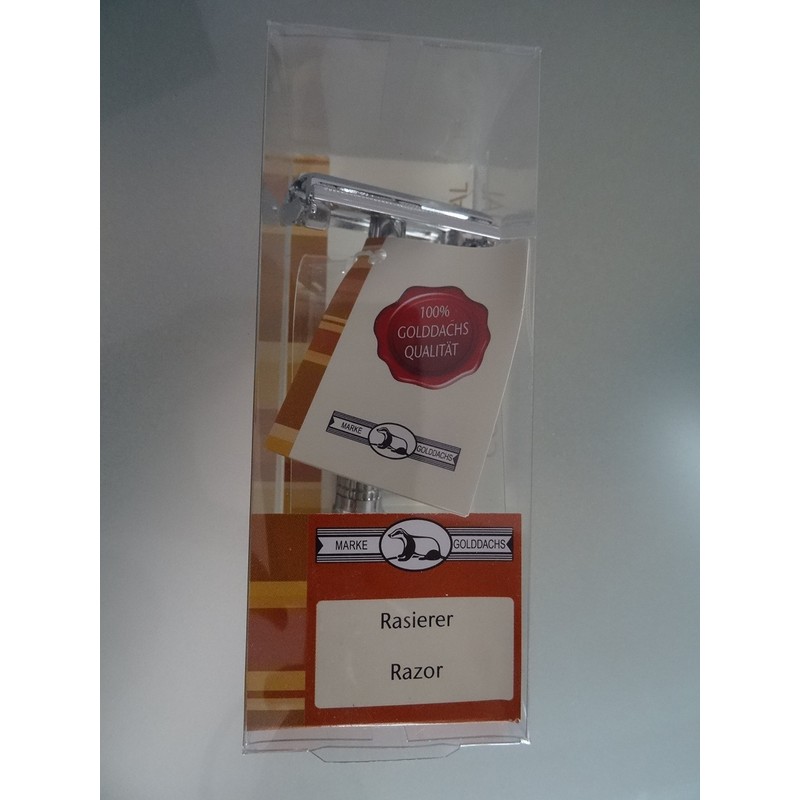 100%
GOLDDACHS
QUALITÄT
MARKE GOLDDACHS
MARKE GOLDDACHS
Rasierer
Razor